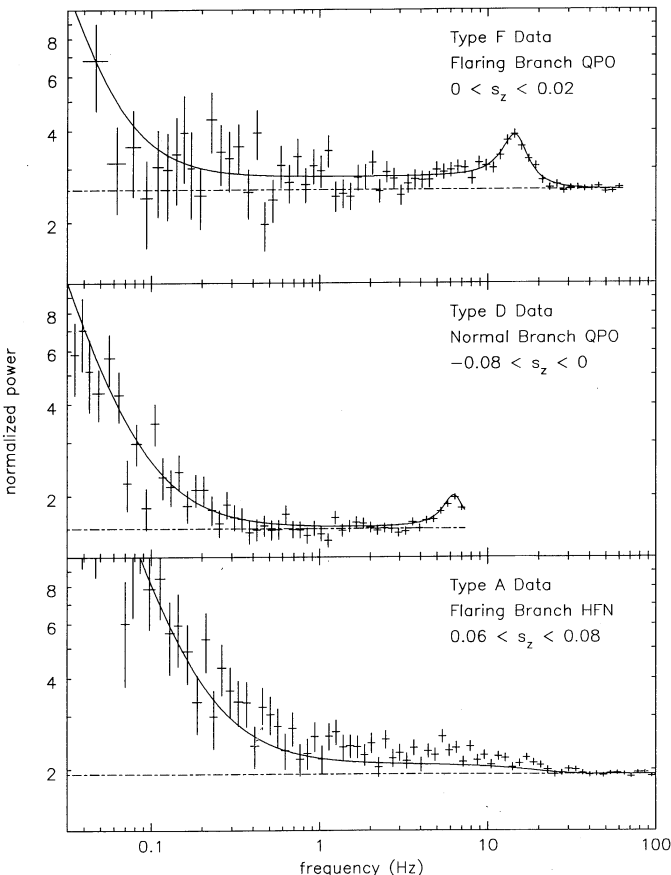 8
6
4
2
Type F Data
Flaring Branch QPO
0 < s_z < 0.02
normalized power
8
6
4
2
Type D Data
Normal Branch QPO
−0.08 < s_z < 0
8
6
4
2
Type A Data
Flaring Branch HFN
0.06 < s_z < 0.08
0.1 1 10 100
frequency (Hz)